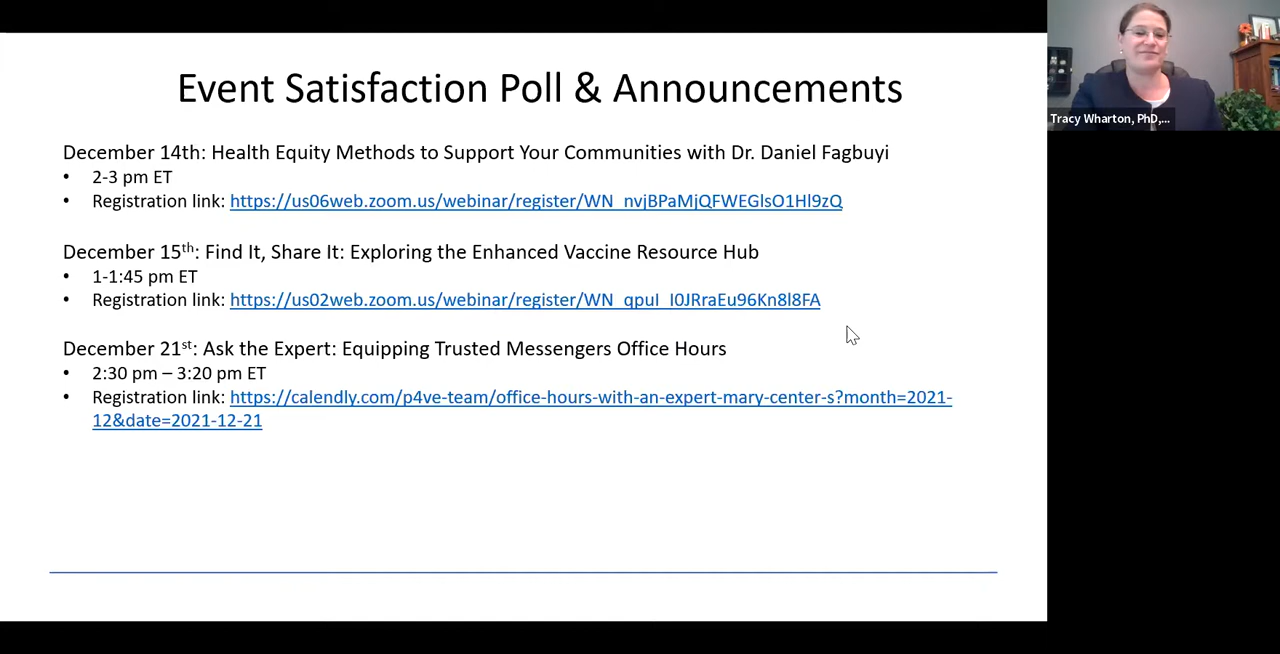 Event Satisfaction Poll & Announcements
Tracy Wharton, PhD,...
December 14th: Health Equity Methods to Support Your Communities with Dr. Daniel Fagbuyi
• 2-3 pm ET
• Registration link: https://us06web.zoom.us/webinar/register/WN_nvjBPaMjQFWEGlsO1Hl9zQ
December 15th: Find It, Share It: Exploring the Enhanced Vaccine Resource Hub
• 1-1:45 pm ET
• Registration link: https://us02web.zoom.us/webinar/register/WN_qpuI_I0JRraEu96Kn8l8FA
December 21st: Ask the Expert: Equipping Trusted Messengers Office Hours
• 2:30 pm – 3:20 pm ET
• Registration link: https://calendly.com/p4ve-team/office-hours-with-an-expert-mary-center-s?month=2021-
12&date=2021-12-21